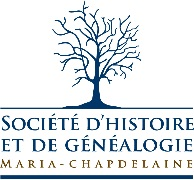 SOCIÉTÉ D'HISTOIRE
ET DE GÉNÉALOGIE
MARIA-CHAPDELAINE